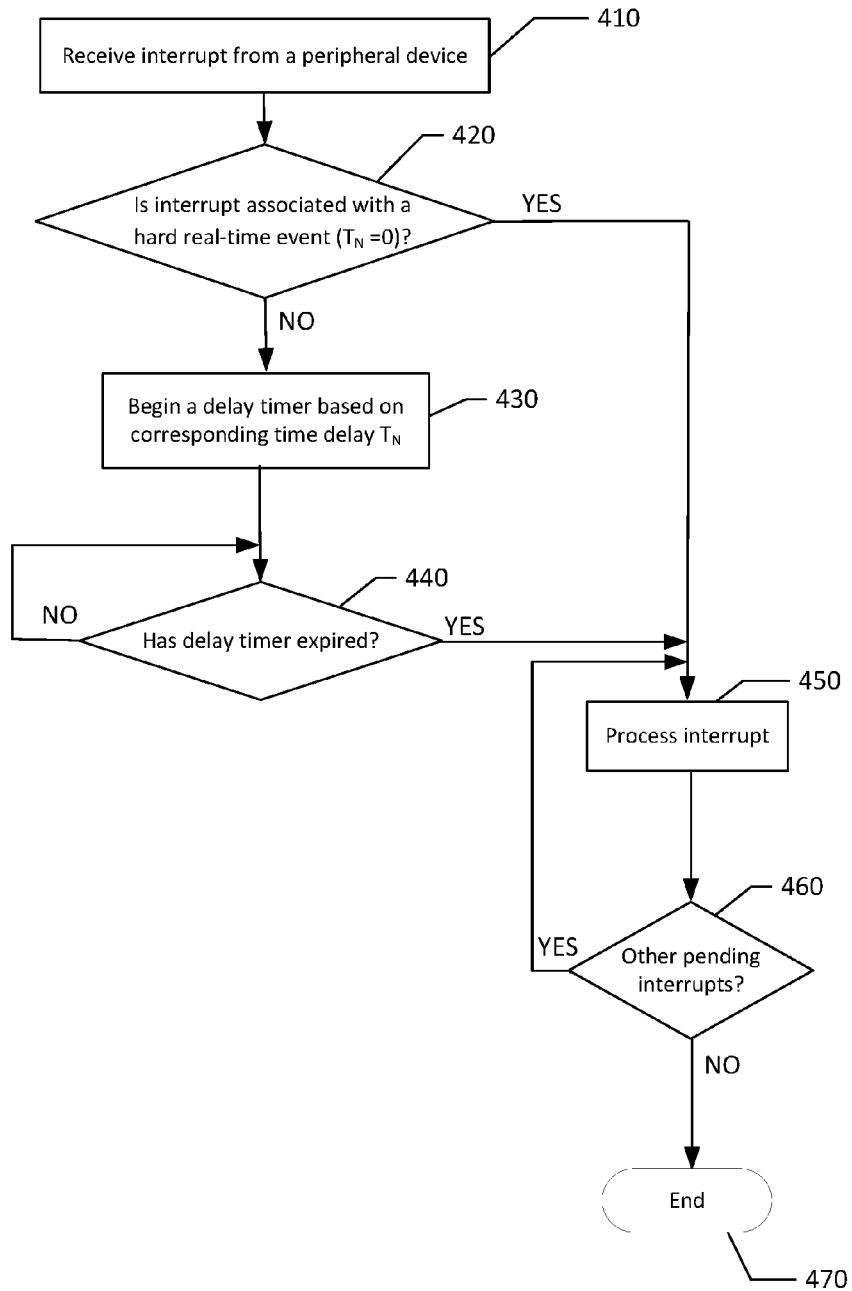 410
Receive interrupt from a peripheral device
420
Is interrupt associated with a
hard real-time event (TN =0)?
YES
NO
430
Begin a delay timer based on
corresponding time delay TN
440
NO
Has delay timer expired?
YES
450
Process interrupt
460
YES
Other pending
interrupts?
NO
End
470